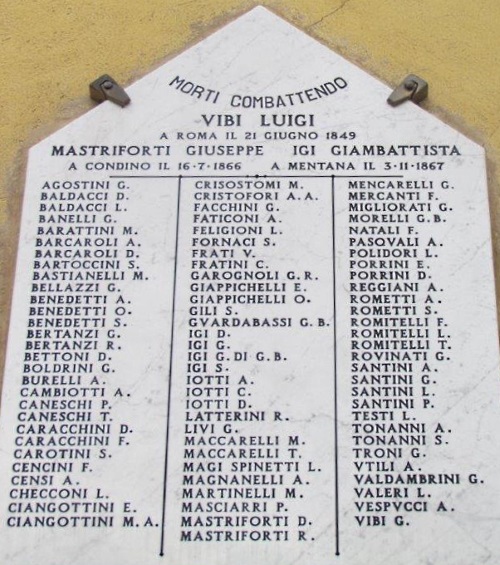 MORTI COMBATTENDO
VIBI LUIGI
A ROMA IL 21 GIUGNO 1849
MASTRIFORTI GIUSEPPE IGI GIAMBATTISTA
A CONDINO IL 16·7·1866 A MENTANA IL 3·11·1867
AGOSTINI G.
BALDACCI D.
BALDACCI L.
BANELLI G.
BARATTINI M.
BARCAROLI A.
BARCAROLI D.
BARTOCCINI S.
BASTIANELLI M.
BELLAZZI G.
BENEDETTI A.
BENEDETTI O.
BENEDETTI S.
BERTANZI G.
BERTANZI R.
BETTONI D.
BOLDRINI G.
BURELLI A.
CAMBIOTTI A.
CANESCHI P.
CANESCHI T.
CARACCHINI D.
CARACCHINI F.
CAROTINI S.
CENCINI F.
CENSI A.
CHECCONI L.
CIANGOTTINI E.
CIANGOTTINI M.A.
CRISOSTOMI M.
CRISTOFORI A.A.
FACCHINI G.
FATICONI A.
FELIGIONI L.
FORNACI S.
FRATI V.
FRATINI C.
GAROGNOLI G.R.
GIAPPICHELLI E.
GIAPPICHELLI O.
GILI S.
GVARDABASSI G.B.
IGI D.
IGI G.
IGI G.DI G.B.
IGI S.
IOTTI A.
IOTTI C.
IOTTI D.
LATTERINI R.
LIVI G.
MACCARELLI M.
MACCARELLI T.
MAGI SPINETTI L.
MAGNANELLI A.
MARTINELLI M.
MASCIARRI P.
MASTRIFORTI D.
MASTRIFORTI R.
MENCARELLI G.
MERCANTI F.
MIGLIORATI G.
MORELLI G.B.
NATALI F.
PASQVALI A.
POLIDORI L.
PORRINI E.
PORRINI D.
REGGIANI A.
ROMETTI A.
ROMETTI S.
ROMITELLI F.
ROMITELLI L.
ROMITELLI T.
ROVINATI G.
SANTINI A.
SANTINI G.
SANTINI L.
SANTINI P.
TESTI L.
TONANNI A.
TONANNI S.
TRONI G.
VTILI A.
VALDAMBRINI G.
VALERI L.
VESPVCCI A.
VIBI G.